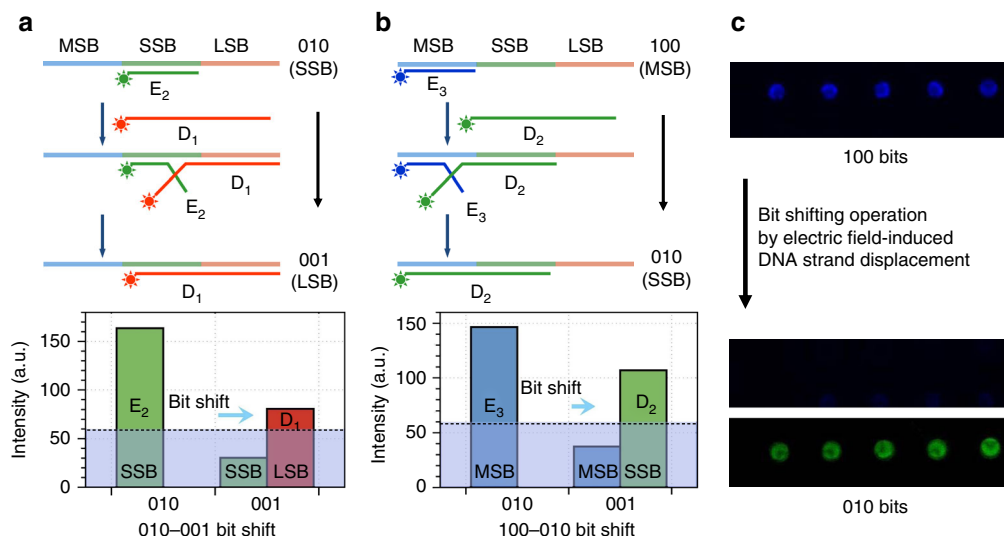 a
MSB SSB LSB 010
(SSB)
E2
D1
D1
E2
001
(LSB)
D1
Intensity (a.u.)
150
100
50
0
E2
Bit shift
D1
SSB SSB LSB
010 001
010–001 bit shift
b
MSB SSB LSB 100
(MSB)
E3
D2
D2
E3
010
(SSB)
D2
Intensity (a.u.)
150
100
50
0
E3
Bit shift
D2
MSB MSB SSB
010 001
100–010 bit shift
c
100 bits
Bit shifting operation
by electric field-induced
DNA strand displacement
010 bits